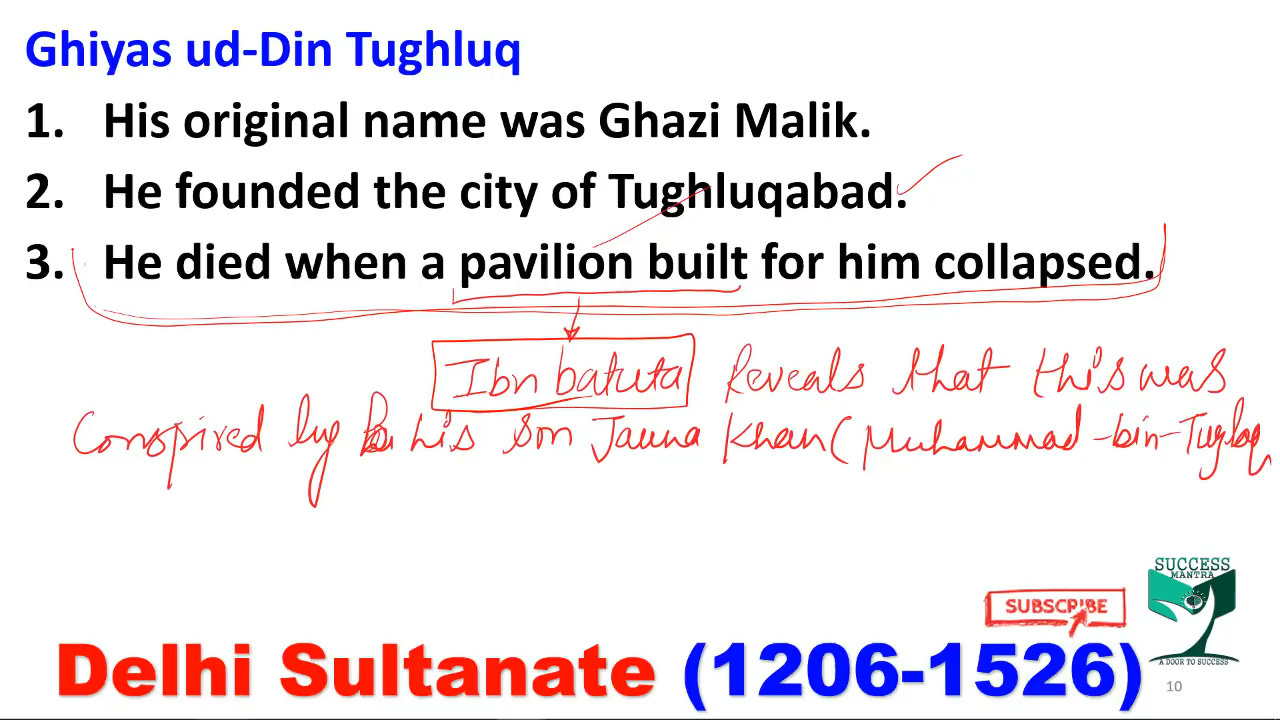 Ghiyas ud-Din Tughluq
1. His original name was Ghazi Malik.
2. He founded the city of Tughluqabad.
3. He died when a pavilion built for him collapsed.
Ibn batuta Reveals that this was
Conspired by his son Jauna Khan (Muhammad-bin-Tuglaq
SUCCESS
MANTRA
SUBSCRIBE
A DOOR TO SUCCESS
Delhi Sultanate (1206-1526)
10